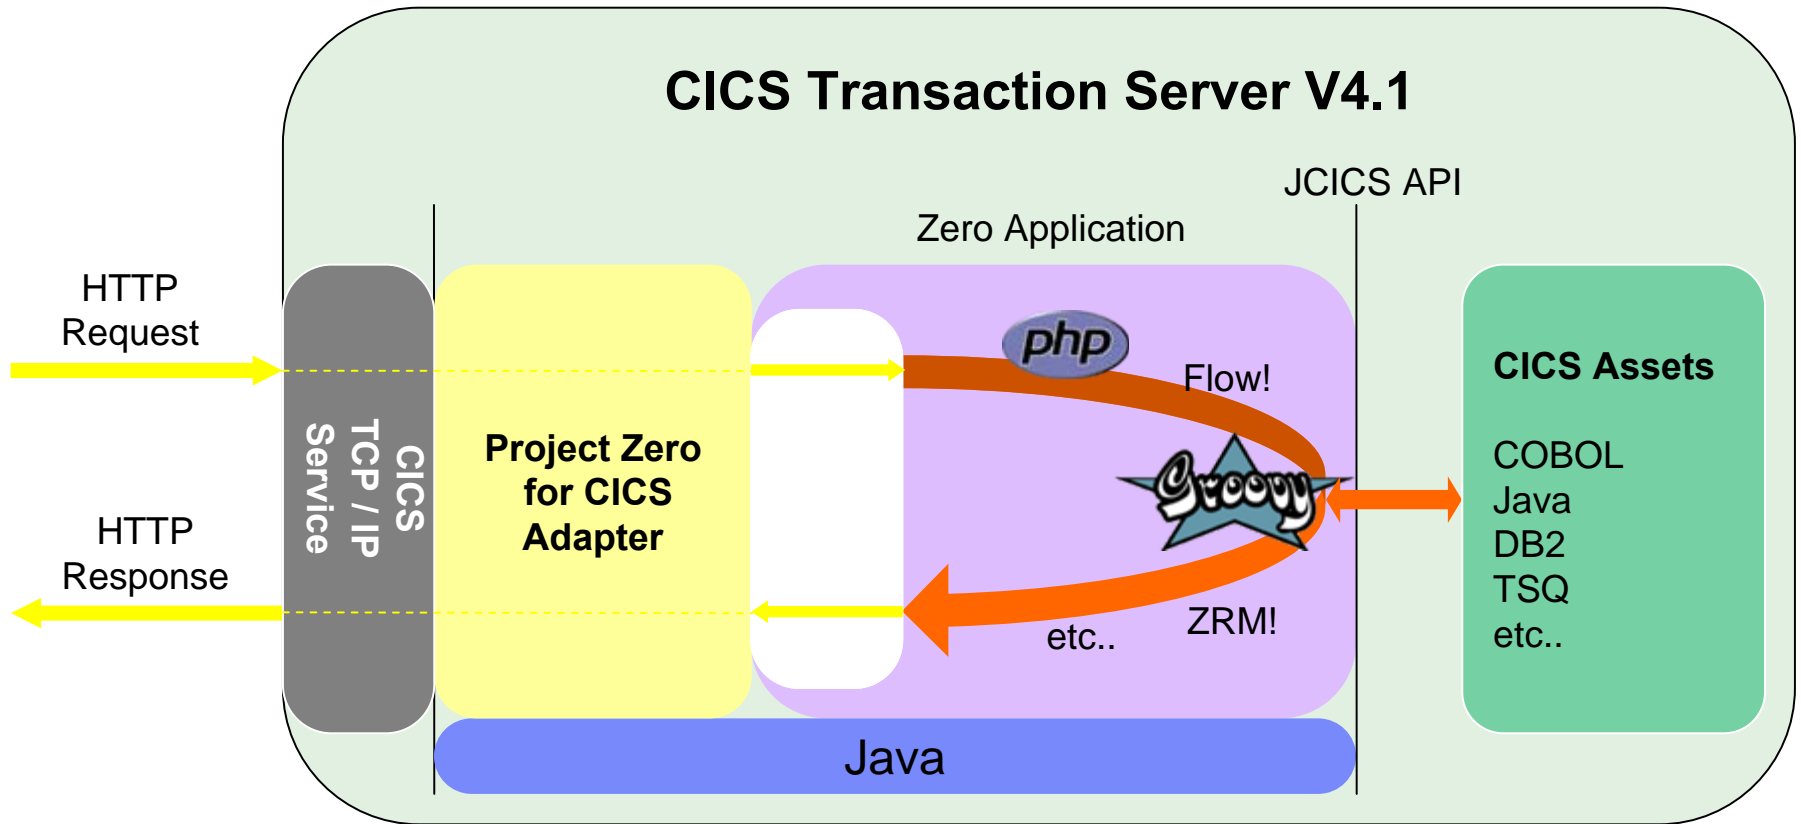 CICS Transaction Server V4.1
JCICS API
Zero Application
HTTP
Request
HTTP
Response
CICS
TCP / IP
Service
Project Zero
for CICS
Adapter
php
Flow!
Groovy
ZRM!
etc..
CICS Assets
COBOL
Java
DB2
TSQ
etc..
Java